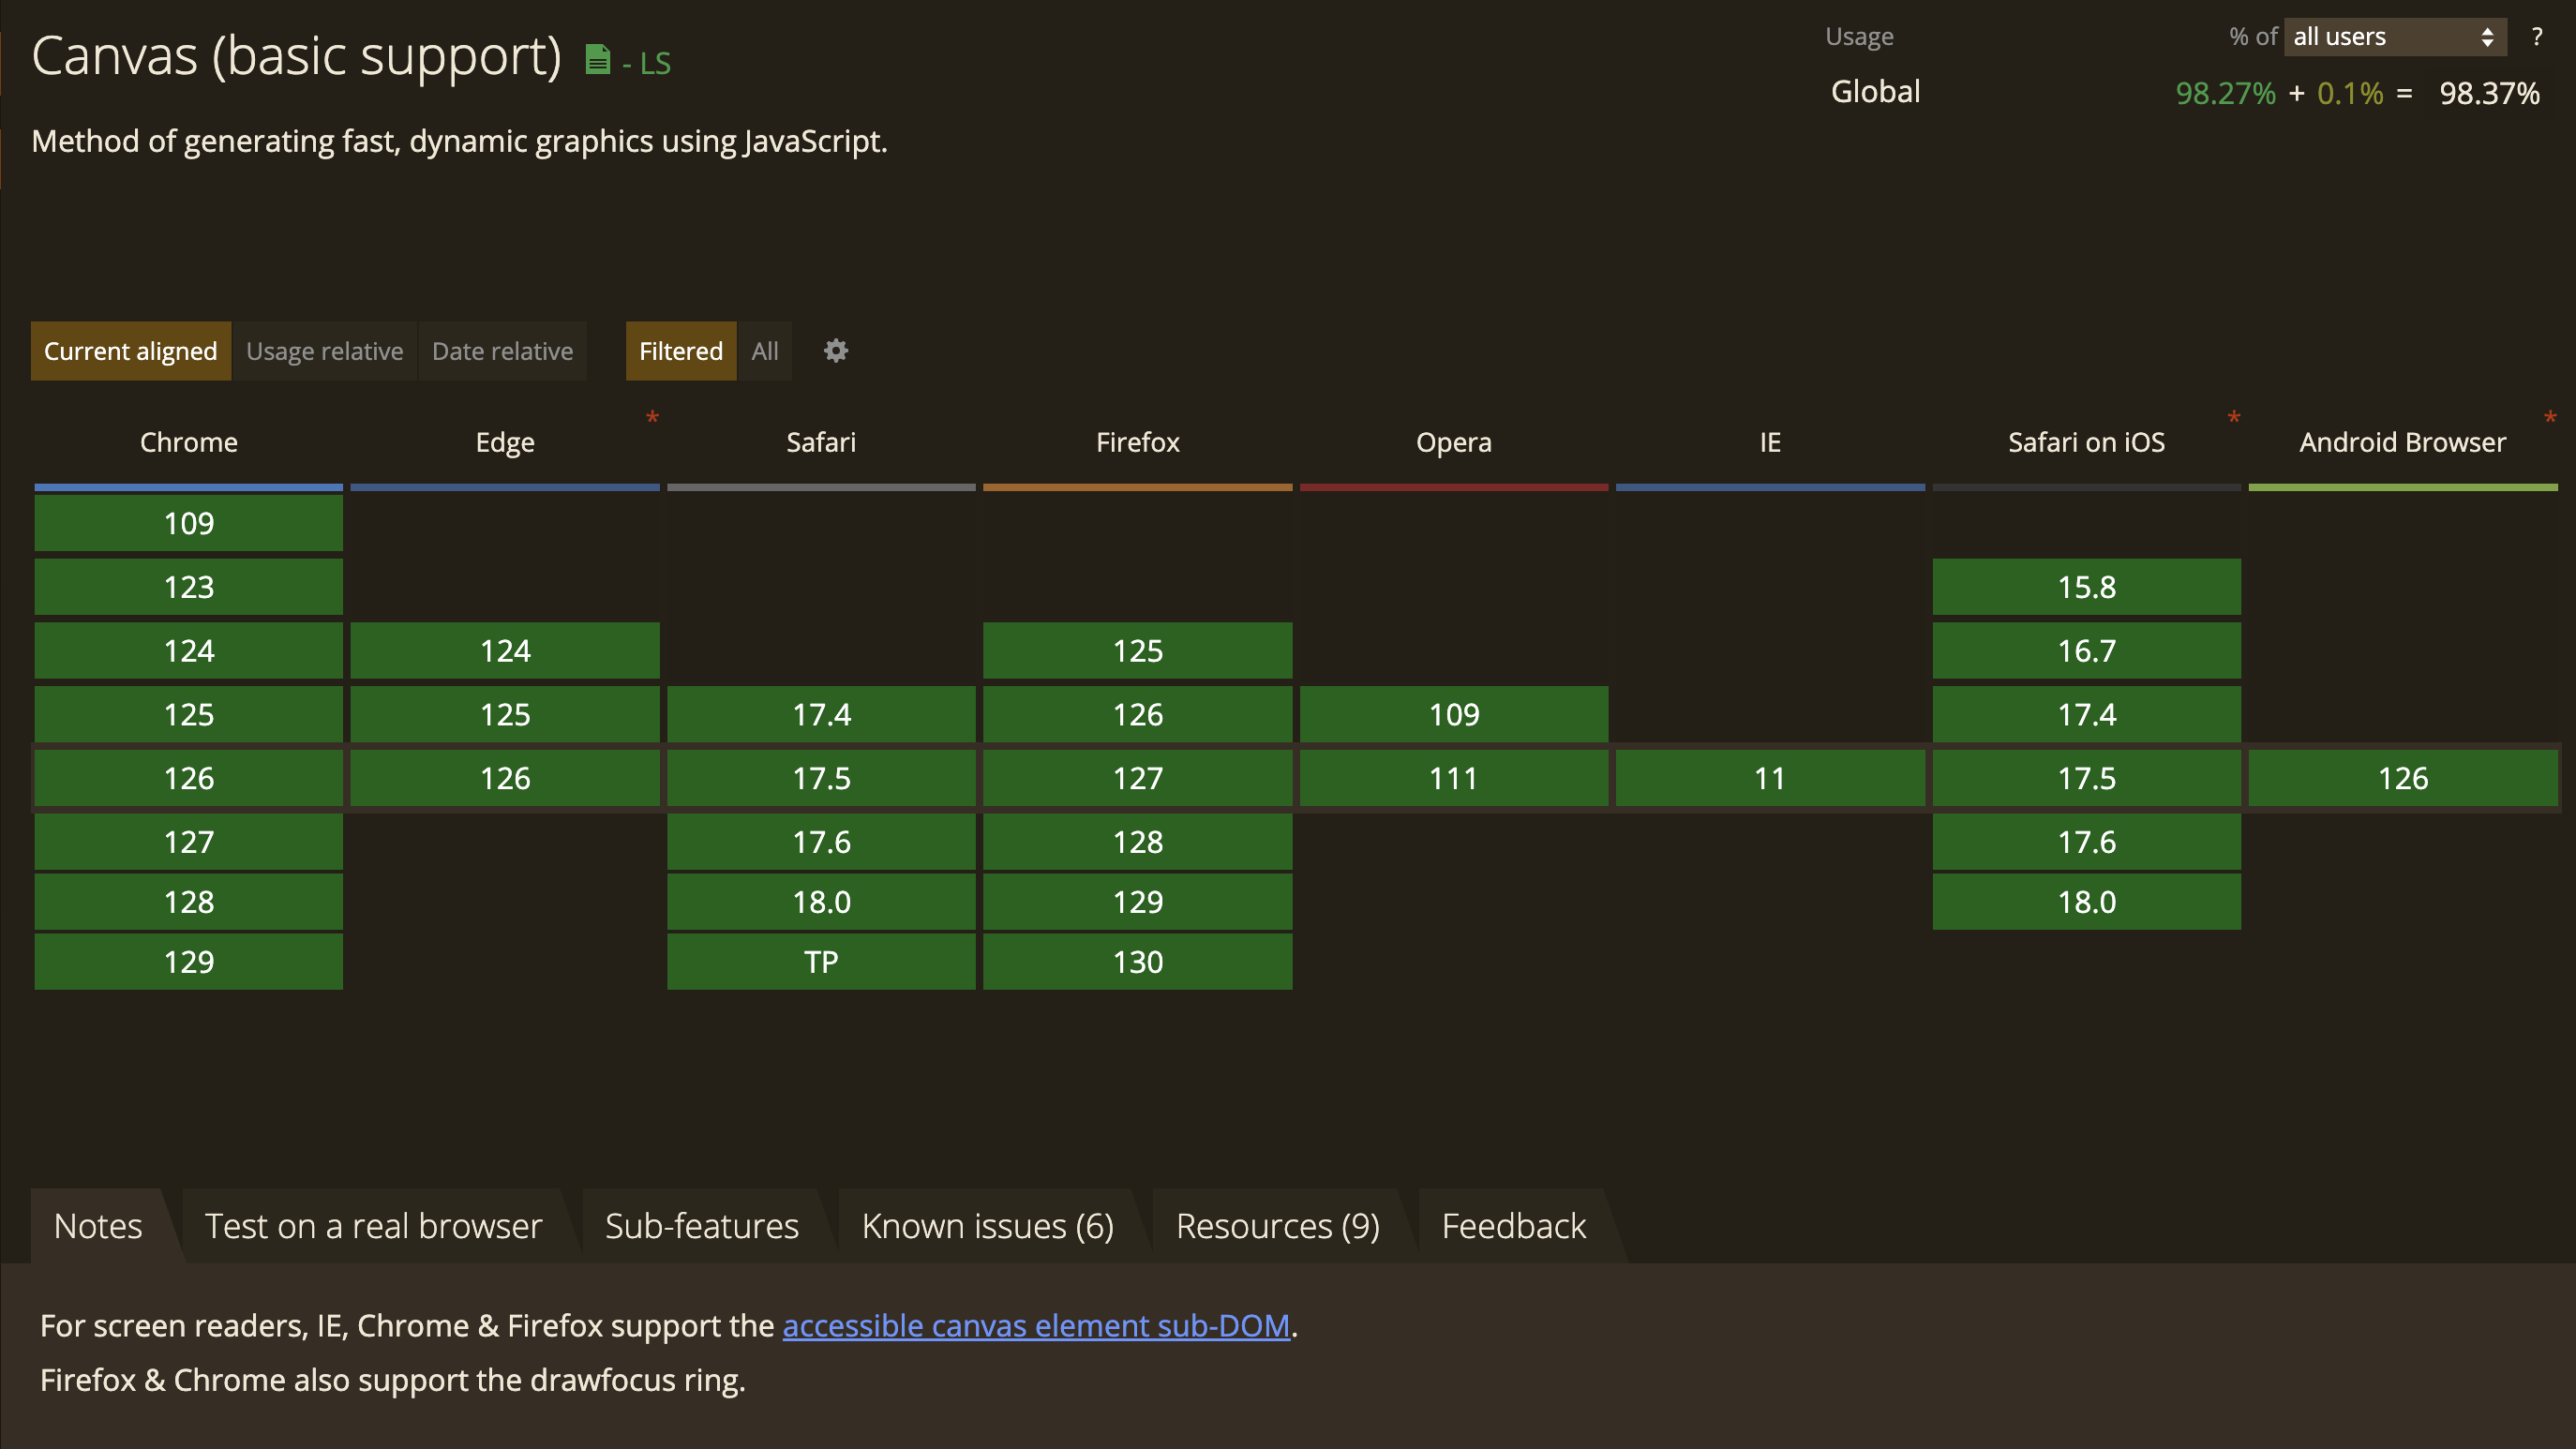 Canvas (basic support) - LS
Usage % of all users ?
Global 98.27% + 0.1% = 98.37%
Method of generating fast, dynamic graphics using JavaScript.
Current aligned Usage relative Date relative Filtered All
* * *
Chrome Edge Safari Firefox Opera IE Safari on iOS Android Browser
109
123 15.8
124 124 125 16.7
125 125 17.4 126 109 17.4
126 126 17.5 127 111 11 17.5 126
127 17.6 128 17.6
128 18.0 129 18.0
129 TP 130
Notes Test on a real browser Sub-features Known issues (6) Resources (9) Feedback
For screen readers, IE, Chrome & Firefox support the accessible canvas element sub-DOM.
Firefox & Chrome also support the drawfocus ring.